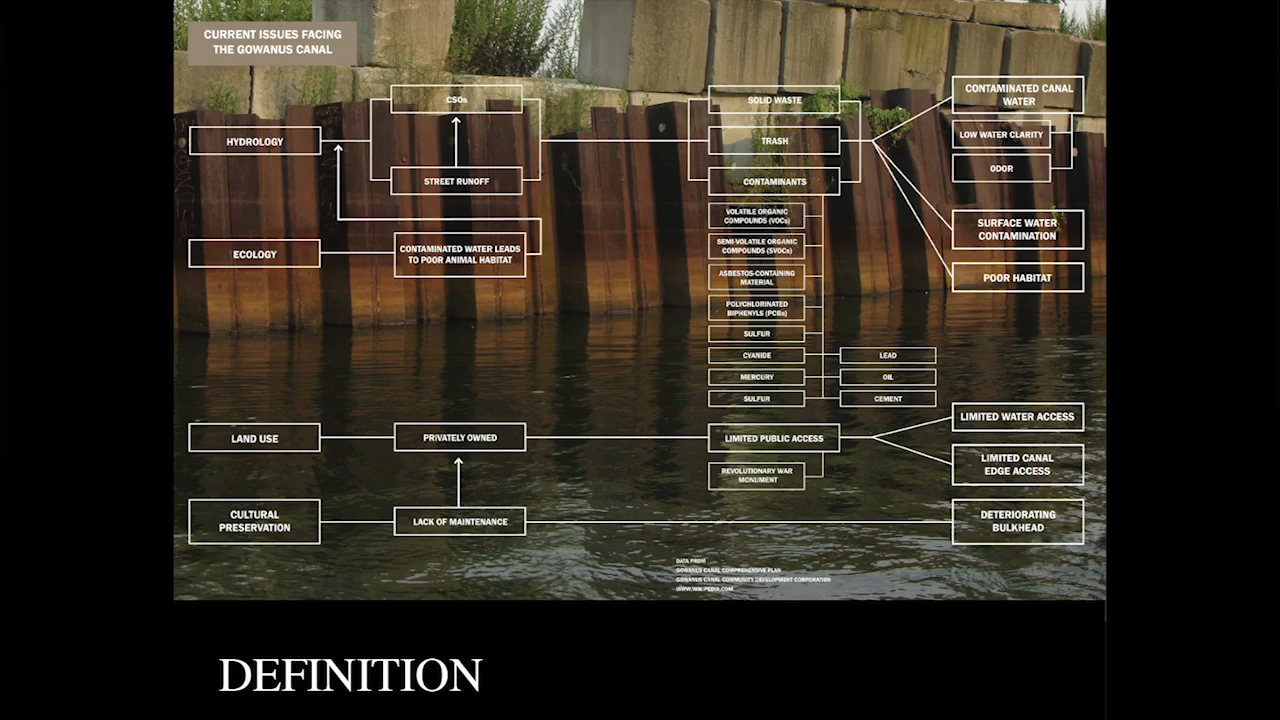 CURRENT ISSUES FACING
THE GOWANUS CANAL
HYDROLOGY
CSOs
STREET RUNOFF
SOLID WASTE
TRASH
CONTAMINANTS
CONTAMINATED CANAL
WATER
LOW WATER CLARITY
ODOR
SURFACE WATER
CONTAMINATION
POOR HABITAT
ECOLOGY
CONTAMINATED WATER LEADS
TO POOR ANIMAL HABITAT
VOLATILE ORGANIC
COMPOUNDS (VOCs)
SEMI-VOLATILE ORGANIC
COMPOUNDS (SVOCs)
ASBESTOS-CONTAINING
MATERIAL
POLYCHLORINATED
BIPHENYLS (PCBs)
SULFUR
CYANIDE
LEAD
MERCURY
OIL
SULFUR
CEMENT
LAND USE
PRIVATELY OWNED
LIMITED PUBLIC ACCESS
REVOLUTIONARY WAR
MONUMENT
LIMITED WATER ACCESS
LIMITED CANAL
EDGE ACCESS
CULTURAL
PRESERVATION
LACK OF MAINTENANCE
DETERIORATING
BULKHEAD
DATA FROM
GOWANUS CANAL COMPREHENSIVE PLAN
GOWANUS CANAL COMMUNITY DEVELOPMENT CORPORATION
WWW.WIKIPEDIA.COM
DEFINITION